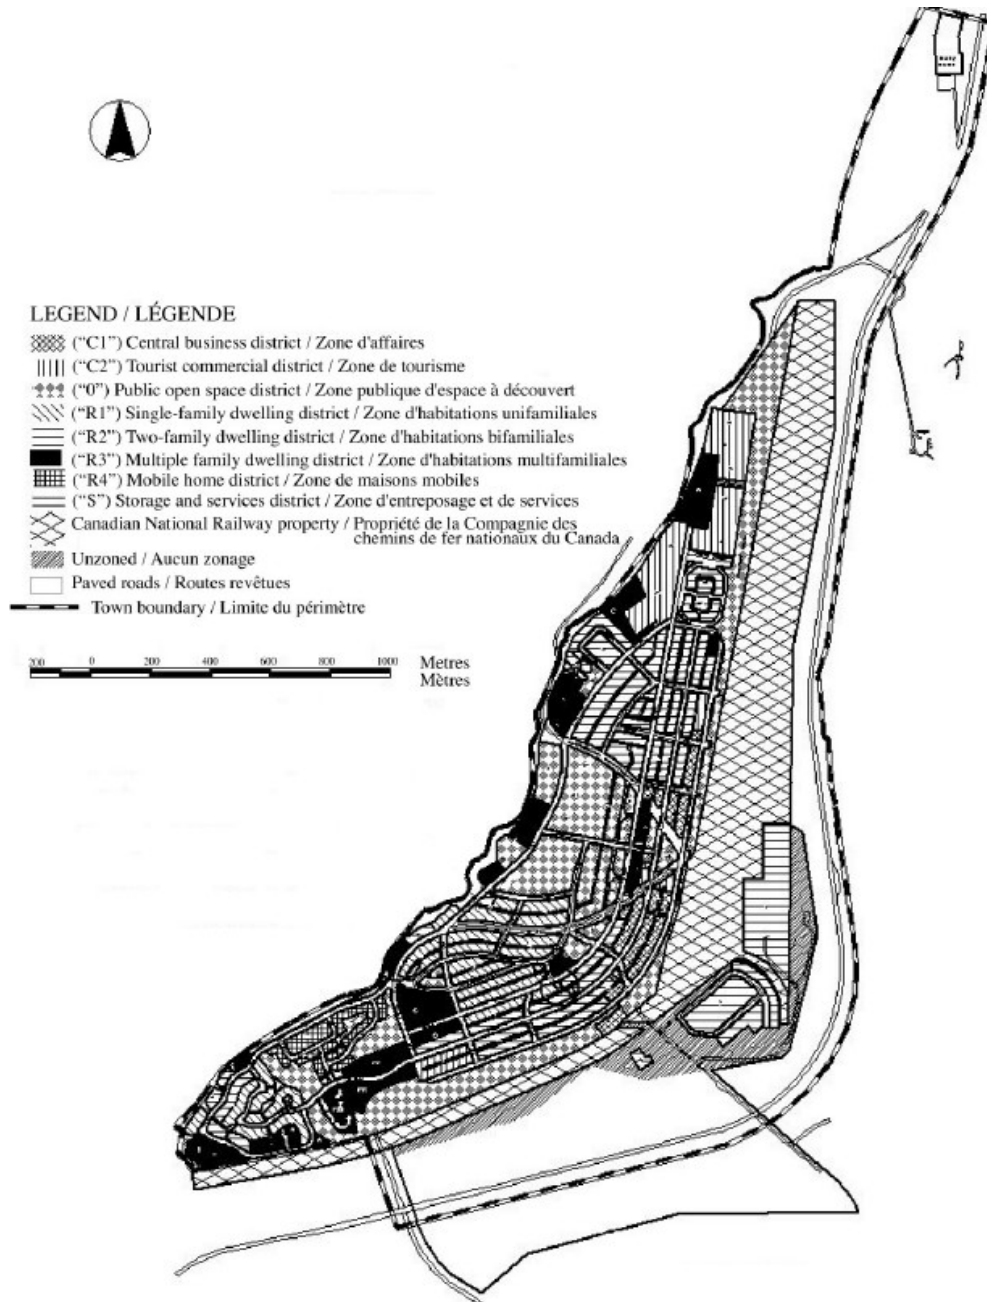 LEGEND / LÉGENDE
("C1") Central business district / Zone d'affaires
("C2") Tourist commercial district / Zone de tourisme
("0") Public open space district / Zone publique d'espace à découvert
("R1") Single-family dwelling district / Zone d'habitations unifamiliales
("R2") Two-family dwelling district / Zone d'habitations bifamiliales
("R3") Multiple family dwelling district / Zone d'habitations multifamiliales
("R4") Mobile home district / Zone de maisons mobiles
("S") Storage and services district / Zone d'entreposage et de services
Canadian National Railway property / Propriété de la Compagnie des
chemins de fer nationaux du Canada
Unzoned / Aucun zonage
Paved roads / Routes revêtues
Town boundary / Limite du périmètre
200 0 200 400 600 800 1000 Metres
Mètres